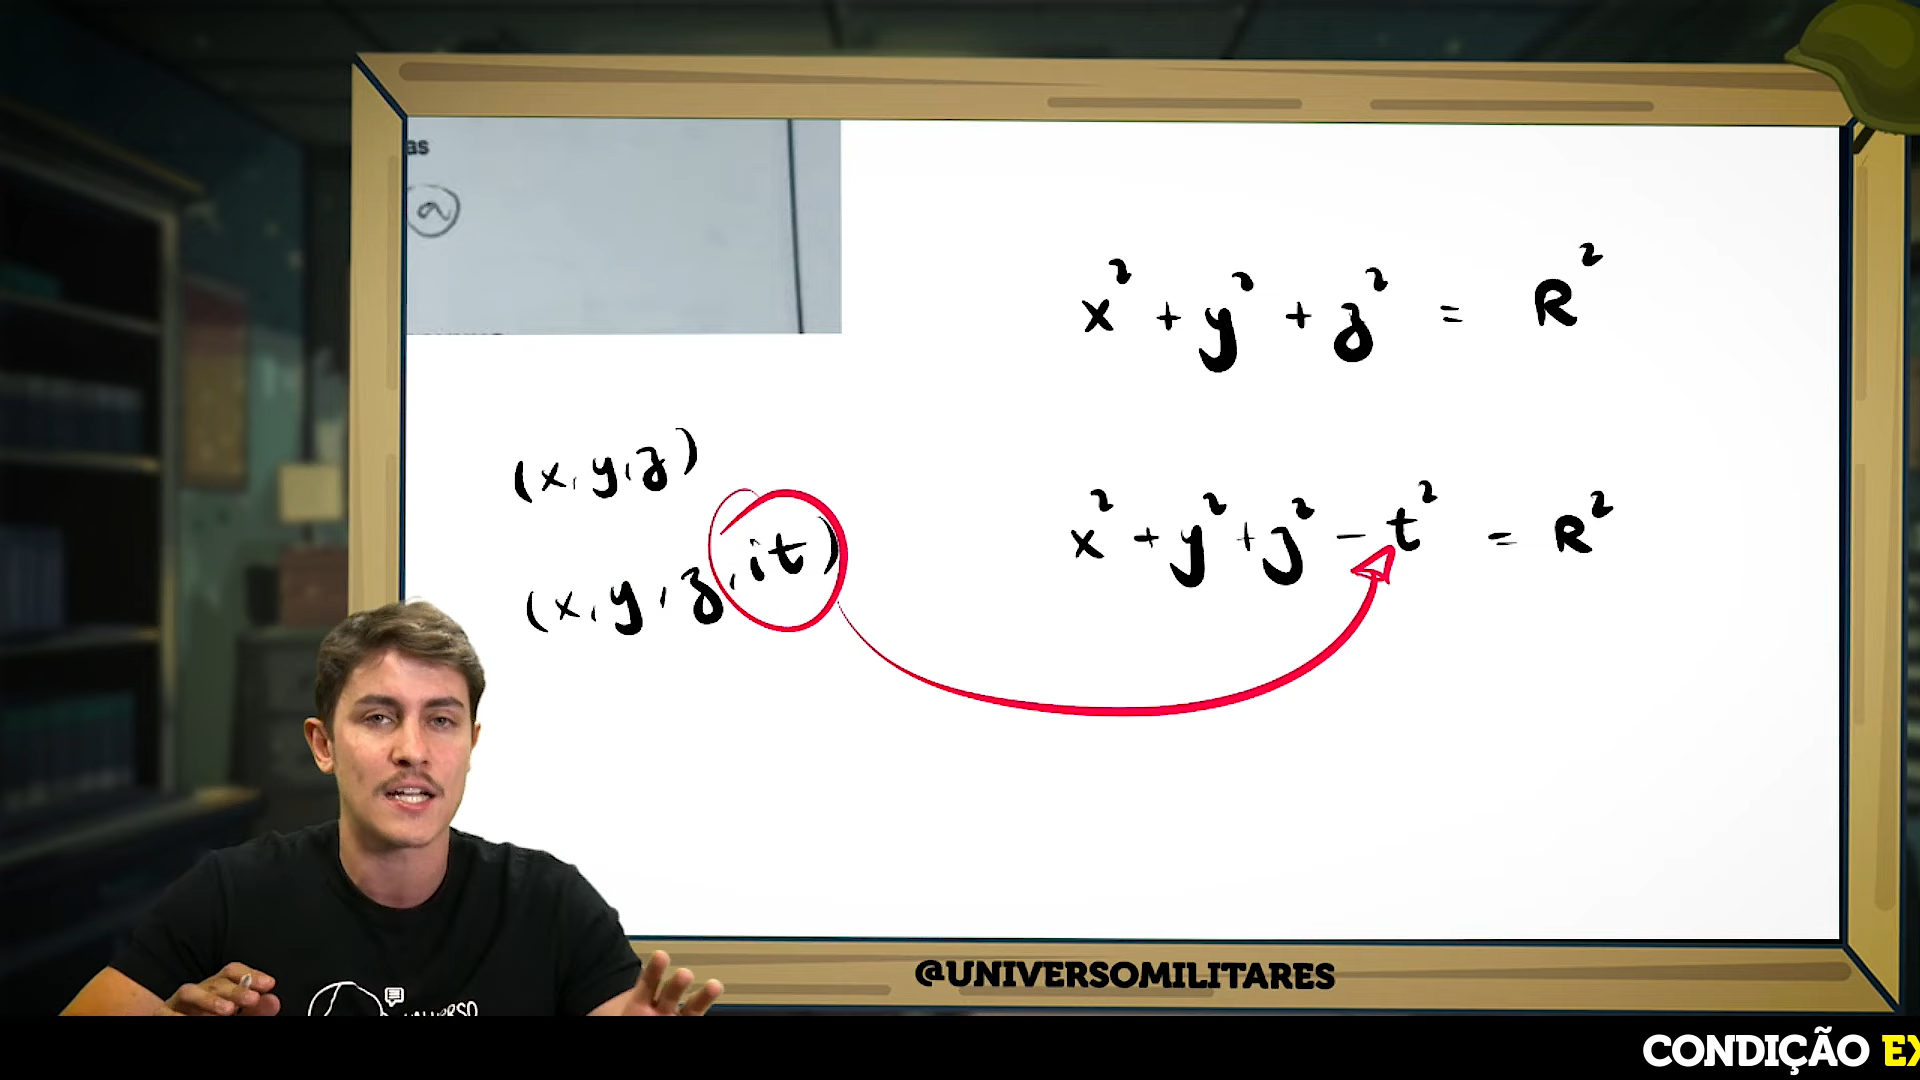 as
a
x² + y² + z² = R²
(x, y, z)
(x, y, z, it)
x² + y² + z² - t² = R²
@UNIVERSOMILITARES
CONDIÇÃO EX